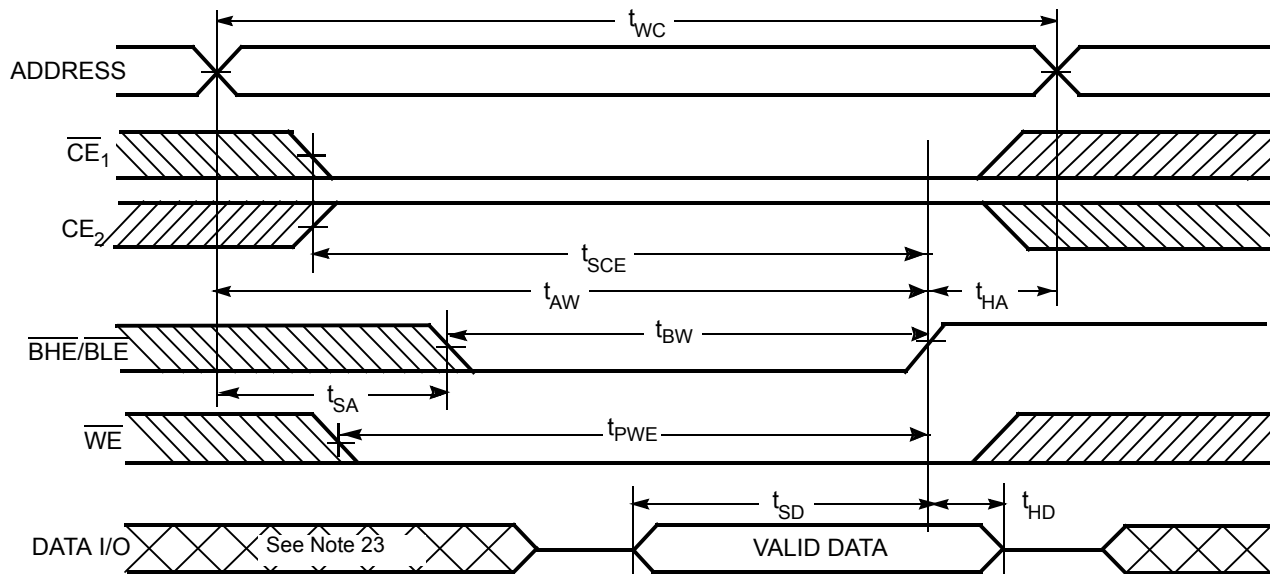 tWC
ADDRESS
CE1
CE2
tSCE
tAW
tHA
BHE/BLE
tBW
tSA
WE
tPWE
tSD
tHD
DATA I/O
See Note 23
VALID DATA